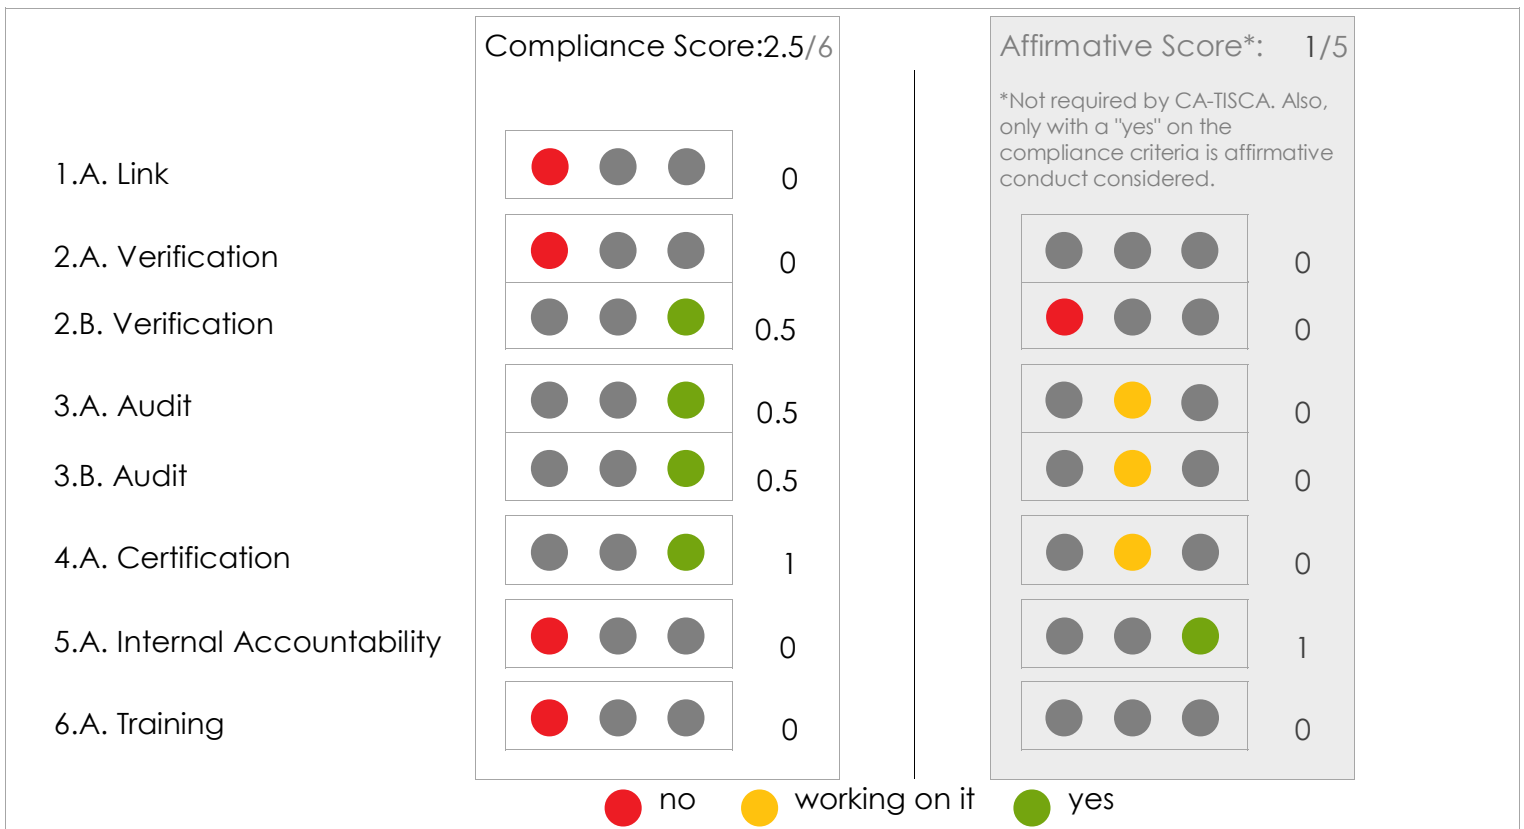 Compliance Score:2.5/6
Affirmative Score*: 1/5
*Not required by CA-TISCA. Also,
only with a "yes" on the
compliance criteria is affirmative
conduct considered.
1.A. Link 0
2.A. Verification 0 0
2.B. Verification 0.5 0
3.A. Audit 0.5 0
3.B. Audit 0.5 0
4.A. Certification 1 0
5.A. Internal Accountability 0 1
6.A. Training 0 0
no working on it yes